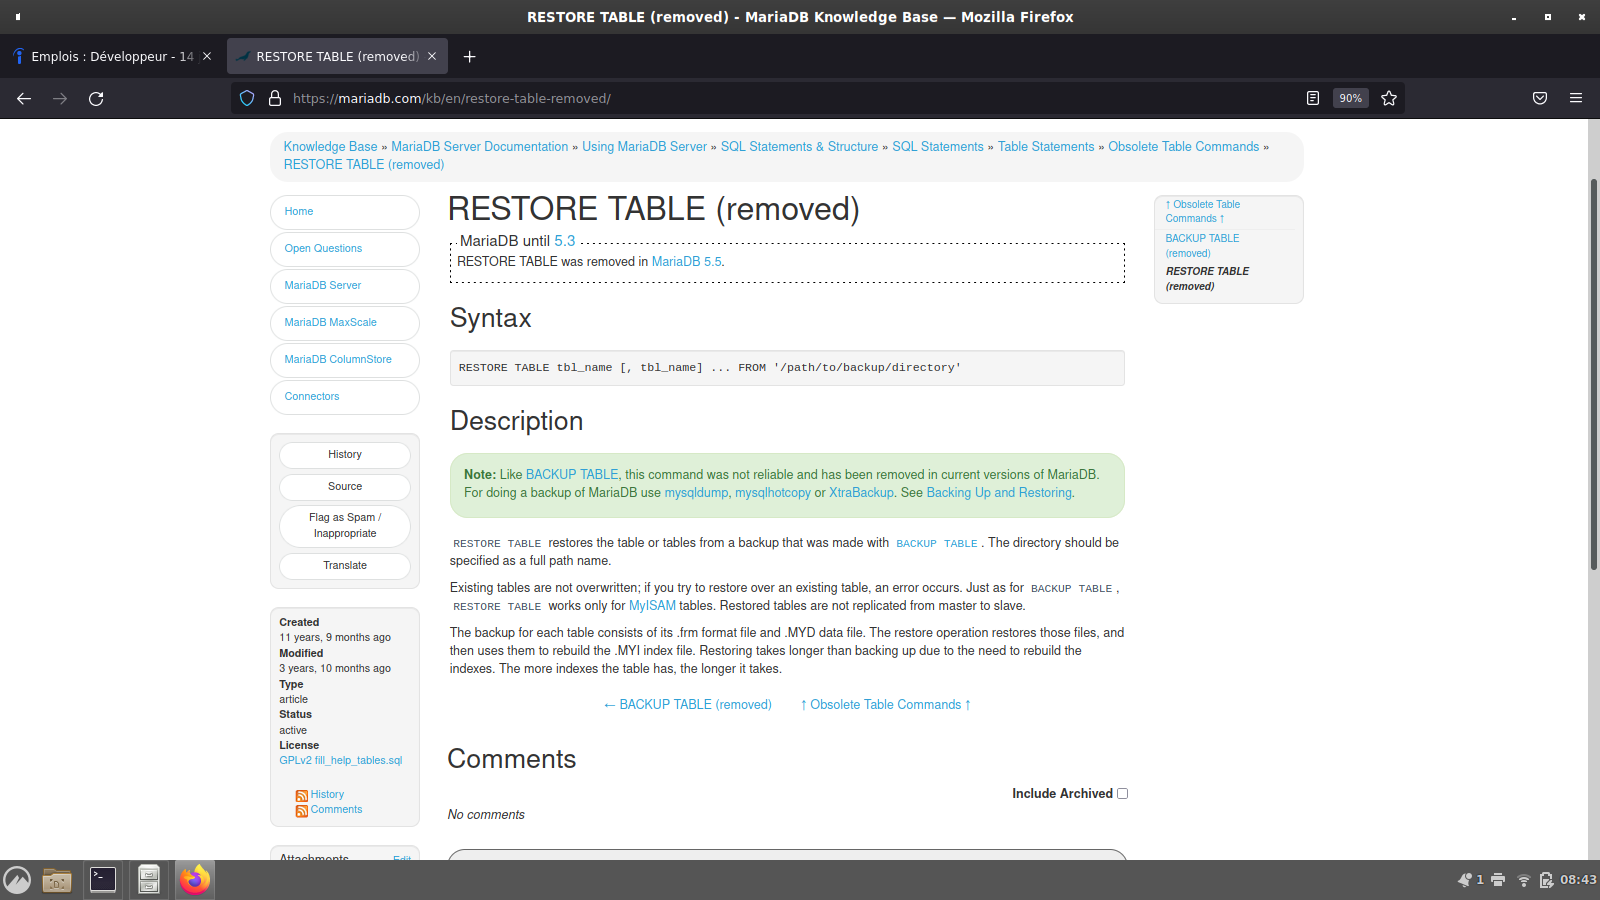 RESTORE TABLE (removed) - MariaDB Knowledge Base — Mozilla Firefox
Emplois : Développeur - 14
RESTORE TABLE (removed)
https://mariadb.com/kb/en/restore-table-removed/
90%
Knowledge Base » MariaDB Server Documentation » Using MariaDB Server » SQL Statements & Structure » SQL Statements » Table Statements » Obsolete Table Commands »
RESTORE TABLE (removed)
Home
Open Questions
MariaDB Server
MariaDB MaxScale
MariaDB ColumnStore
Connectors
History
Source
Flag as Spam /
Inappropriate
Translate
Created
11 years, 9 months ago
Modified
3 years, 10 months ago
Type
article
Status
active
License
GPLv2 fill_help_tables.sql
History
Comments
Attachments
Edit
RESTORE TABLE (removed)
MariaDB until 5.3
RESTORE TABLE was removed in MariaDB 5.5.
Syntax
RESTORE TABLE tbl_name [, tbl_name] ... FROM '/path/to/backup/directory'
Description
Note: Like BACKUP TABLE, this command was not reliable and has been removed in current versions of MariaDB.
For doing a backup of MariaDB use mysqldump, mysqlhotcopy or XtraBackup. See Backing Up and Restoring.
RESTORE TABLE restores the table or tables from a backup that was made with BACKUP TABLE. The directory should be
specified as a full path name.
Existing tables are not overwritten; if you try to restore over an existing table, an error occurs. Just as for BACKUP TABLE,
RESTORE TABLE works only for MyISAM tables. Restored tables are not replicated from master to slave.
The backup for each table consists of its .frm format file and .MYD data file. The restore operation restores those files, and
then uses them to rebuild the .MYI index file. Restoring takes longer than backing up due to the need to rebuild the
indexes. The more indexes the table has, the longer it takes.
← BACKUP TABLE (removed)
↑ Obsolete Table Commands ↑
Comments
Include Archived
No comments
↑ Obsolete Table
Commands ↑
BACKUP TABLE
(removed)
RESTORE TABLE
(removed)
1
08:43